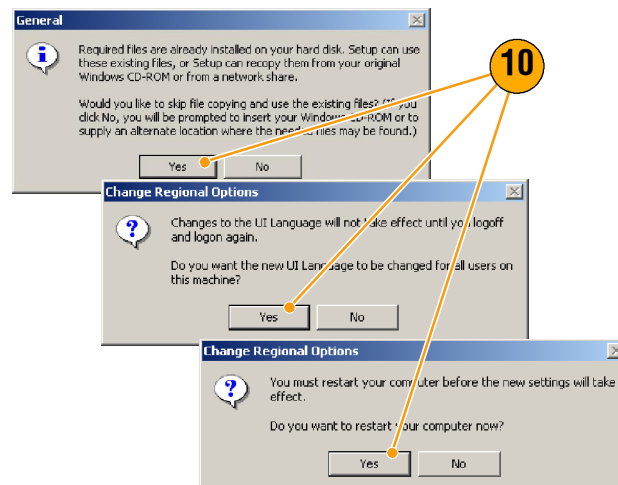 General
Required files are already installed on your hard disk. Setup can use
these existing files, or Setup can recopy them from your original
Windows CD-ROM or from a network share.
Would you like to skip file copying and use the existing files? (If you
click No, you will be prompted to insert your Windows CD-ROM or to
supply an alternate location where the needed files may be found.)
Yes
No
10
Change Regional Options
Changes to the UI Language will not take effect until you logoff
and logon again.
Do you want the new UI Language to be changed for all users on
this machine?
Yes
No
Change Regional Options
You must restart your computer before the new settings will take
effect.
Do you want to restart your computer now?
Yes
No